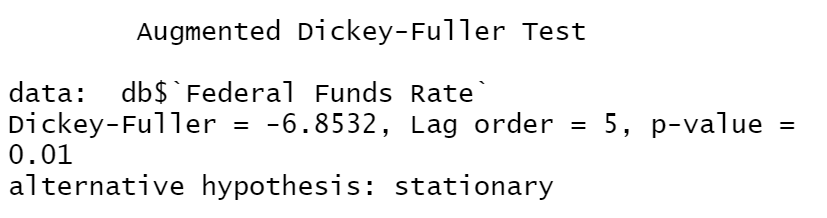 Augmented Dickey-Fuller Test
data:  db$`Federal Funds Rate`
Dickey-Fuller = -6.8532, Lag order = 5, p-value =
0.01
alternative hypothesis: stationary